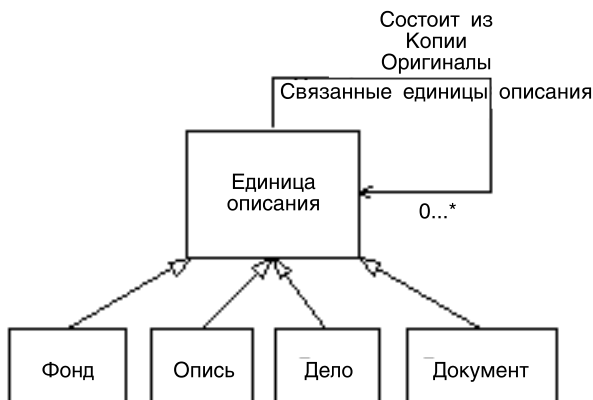 Состоит из
Копии
Оригиналы
Связанные единицы описания
Единица
описания
0...*
Фонд
Опись
Дело
Документ